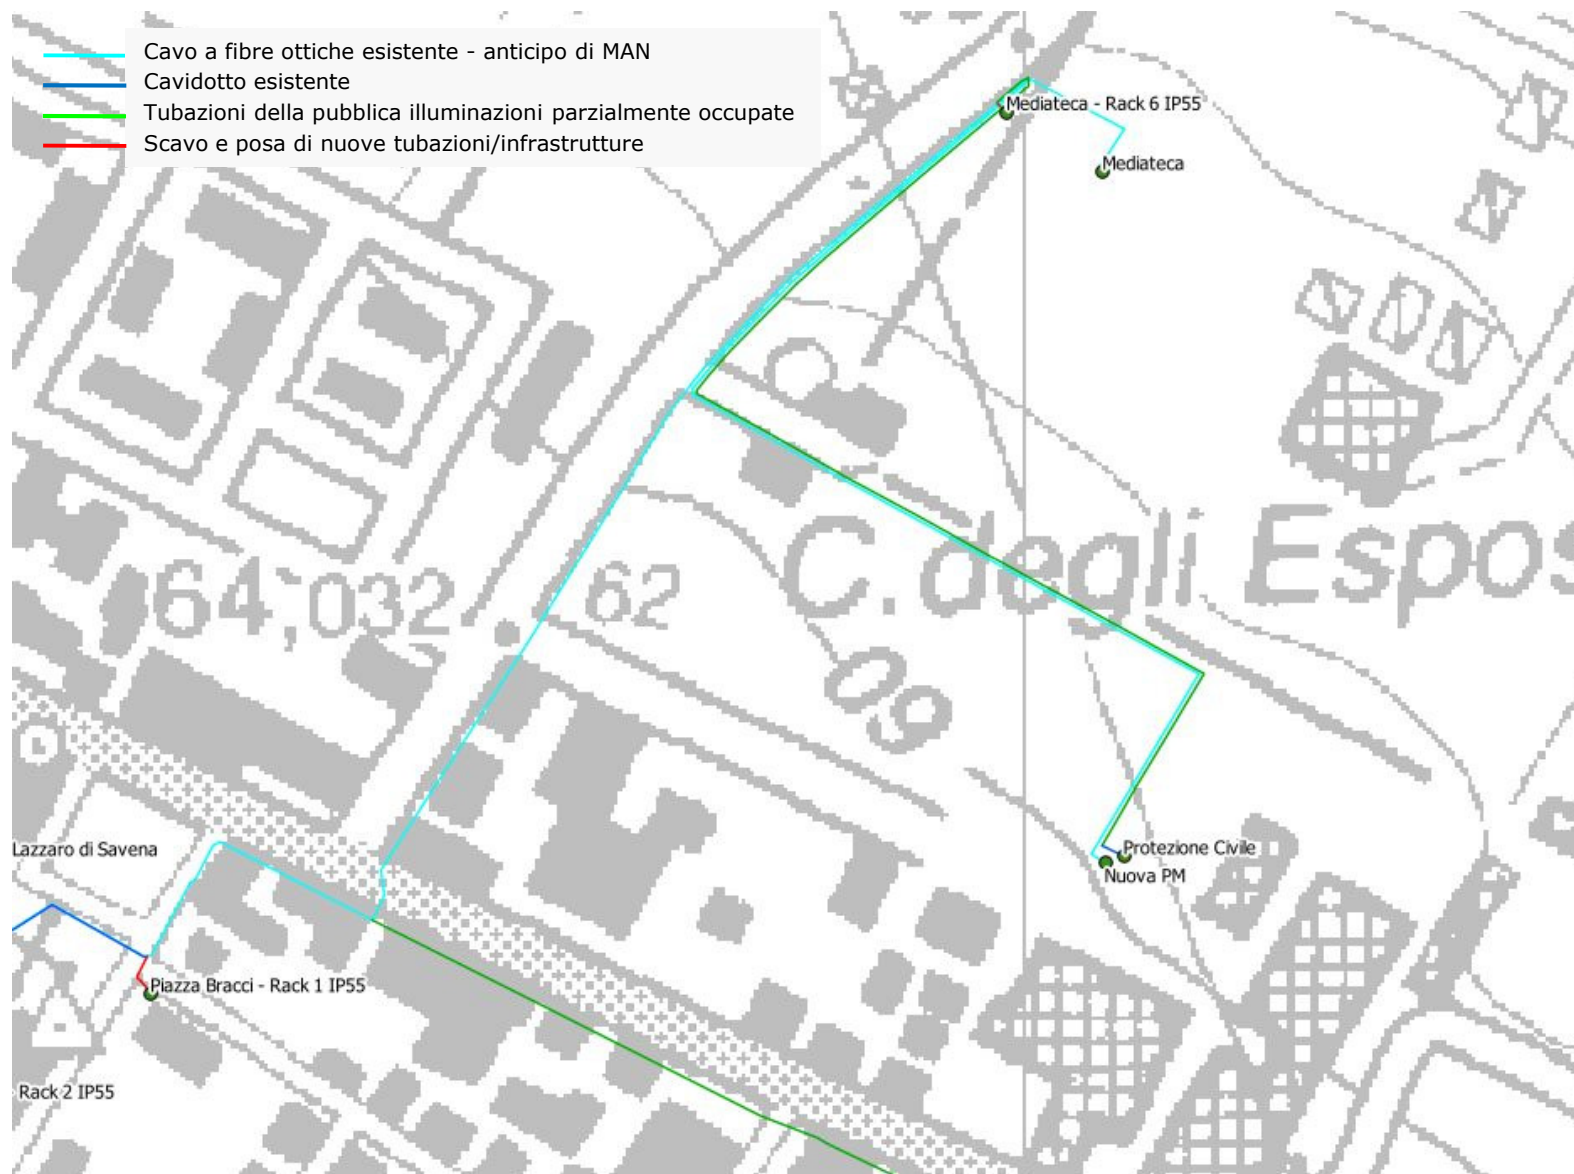 Cavo a fibre ottiche esistente - anticipo di MAN
Cavidotto esistente
Tubazioni della pubblica illuminazioni parzialmente occupate
Scavo e posa di nuove tubazioni/infrastrutture
Mediateca - Rack 6 IP55
Mediateca
C. degli Espos
64,032
62
60
Lazzaro di Savena
Protezione Civile
Nuova PM
Piazza Bracci - Rack 1 IP55
Rack 2 IP55